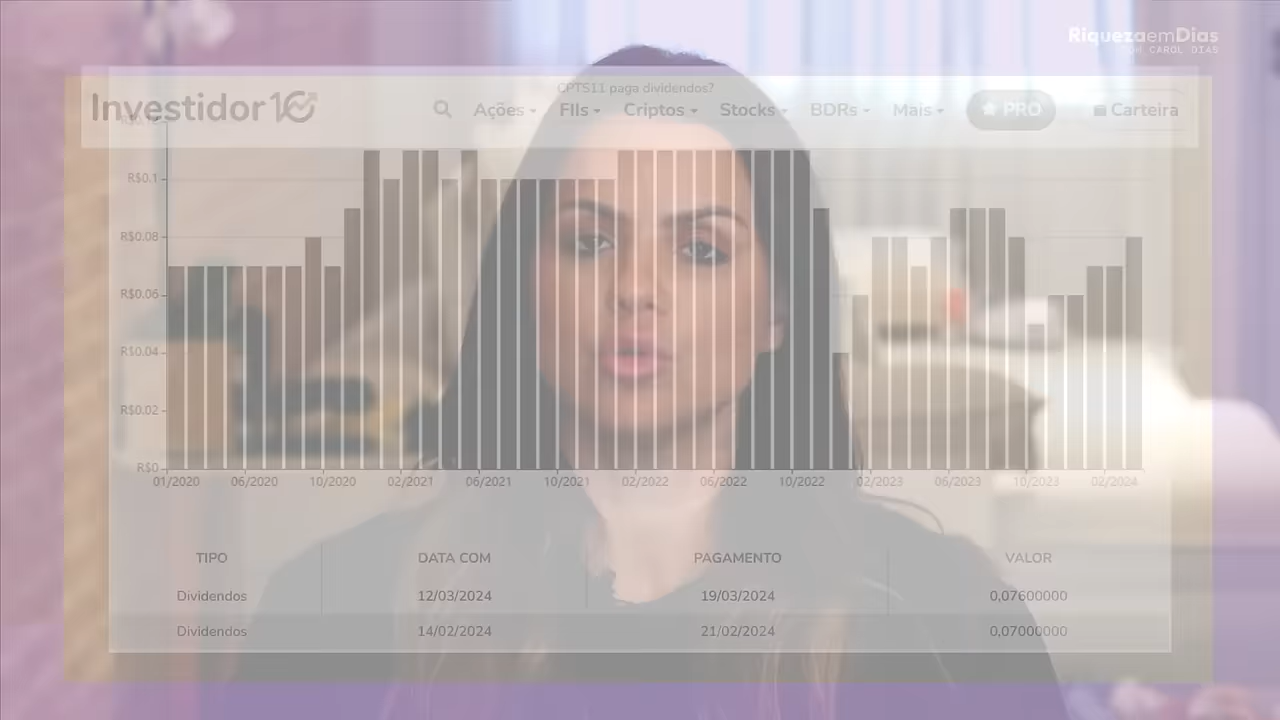 RiquezaemDias
POR CAROL DIAS
CPTS11 paga dividendos?
Investidor10
Ações
FIIs
Criptos
Stocks
BDRs
Mais
PRO
Carteira
R$0.1
R$0.08
R$0.06
R$0.04
R$0.02
R$0
01/2020
06/2020
10/2020
02/2021
06/2021
10/2021
02/2022
06/2022
10/2022
02/2023
06/2023
10/2023
02/2024
TIPO DATA COM PAGAMENTO VALOR
Dividendos 12/03/2024 19/03/2024 0,07600000
Dividendos 14/02/2024 21/02/2024 0,07000000